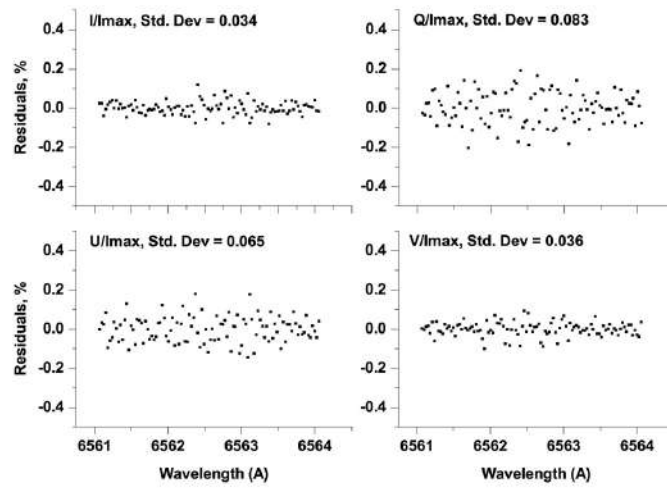 I/Imax, Std. Dev = 0.034
Q/Imax, Std. Dev = 0.083
Residuals, %
0.4
0.2
0.0
-0.2
-0.4
0.4
0.2
0.0
-0.2
-0.4
U/Imax, Std. Dev = 0.065
V/Imax, Std. Dev = 0.036
Residuals, %
0.4
0.2
0.0
-0.2
-0.4
0.4
0.2
0.0
-0.2
-0.4
6561 6562 6563 6564
6561 6562 6563 6564
Wavelength (A)
Wavelength (A)